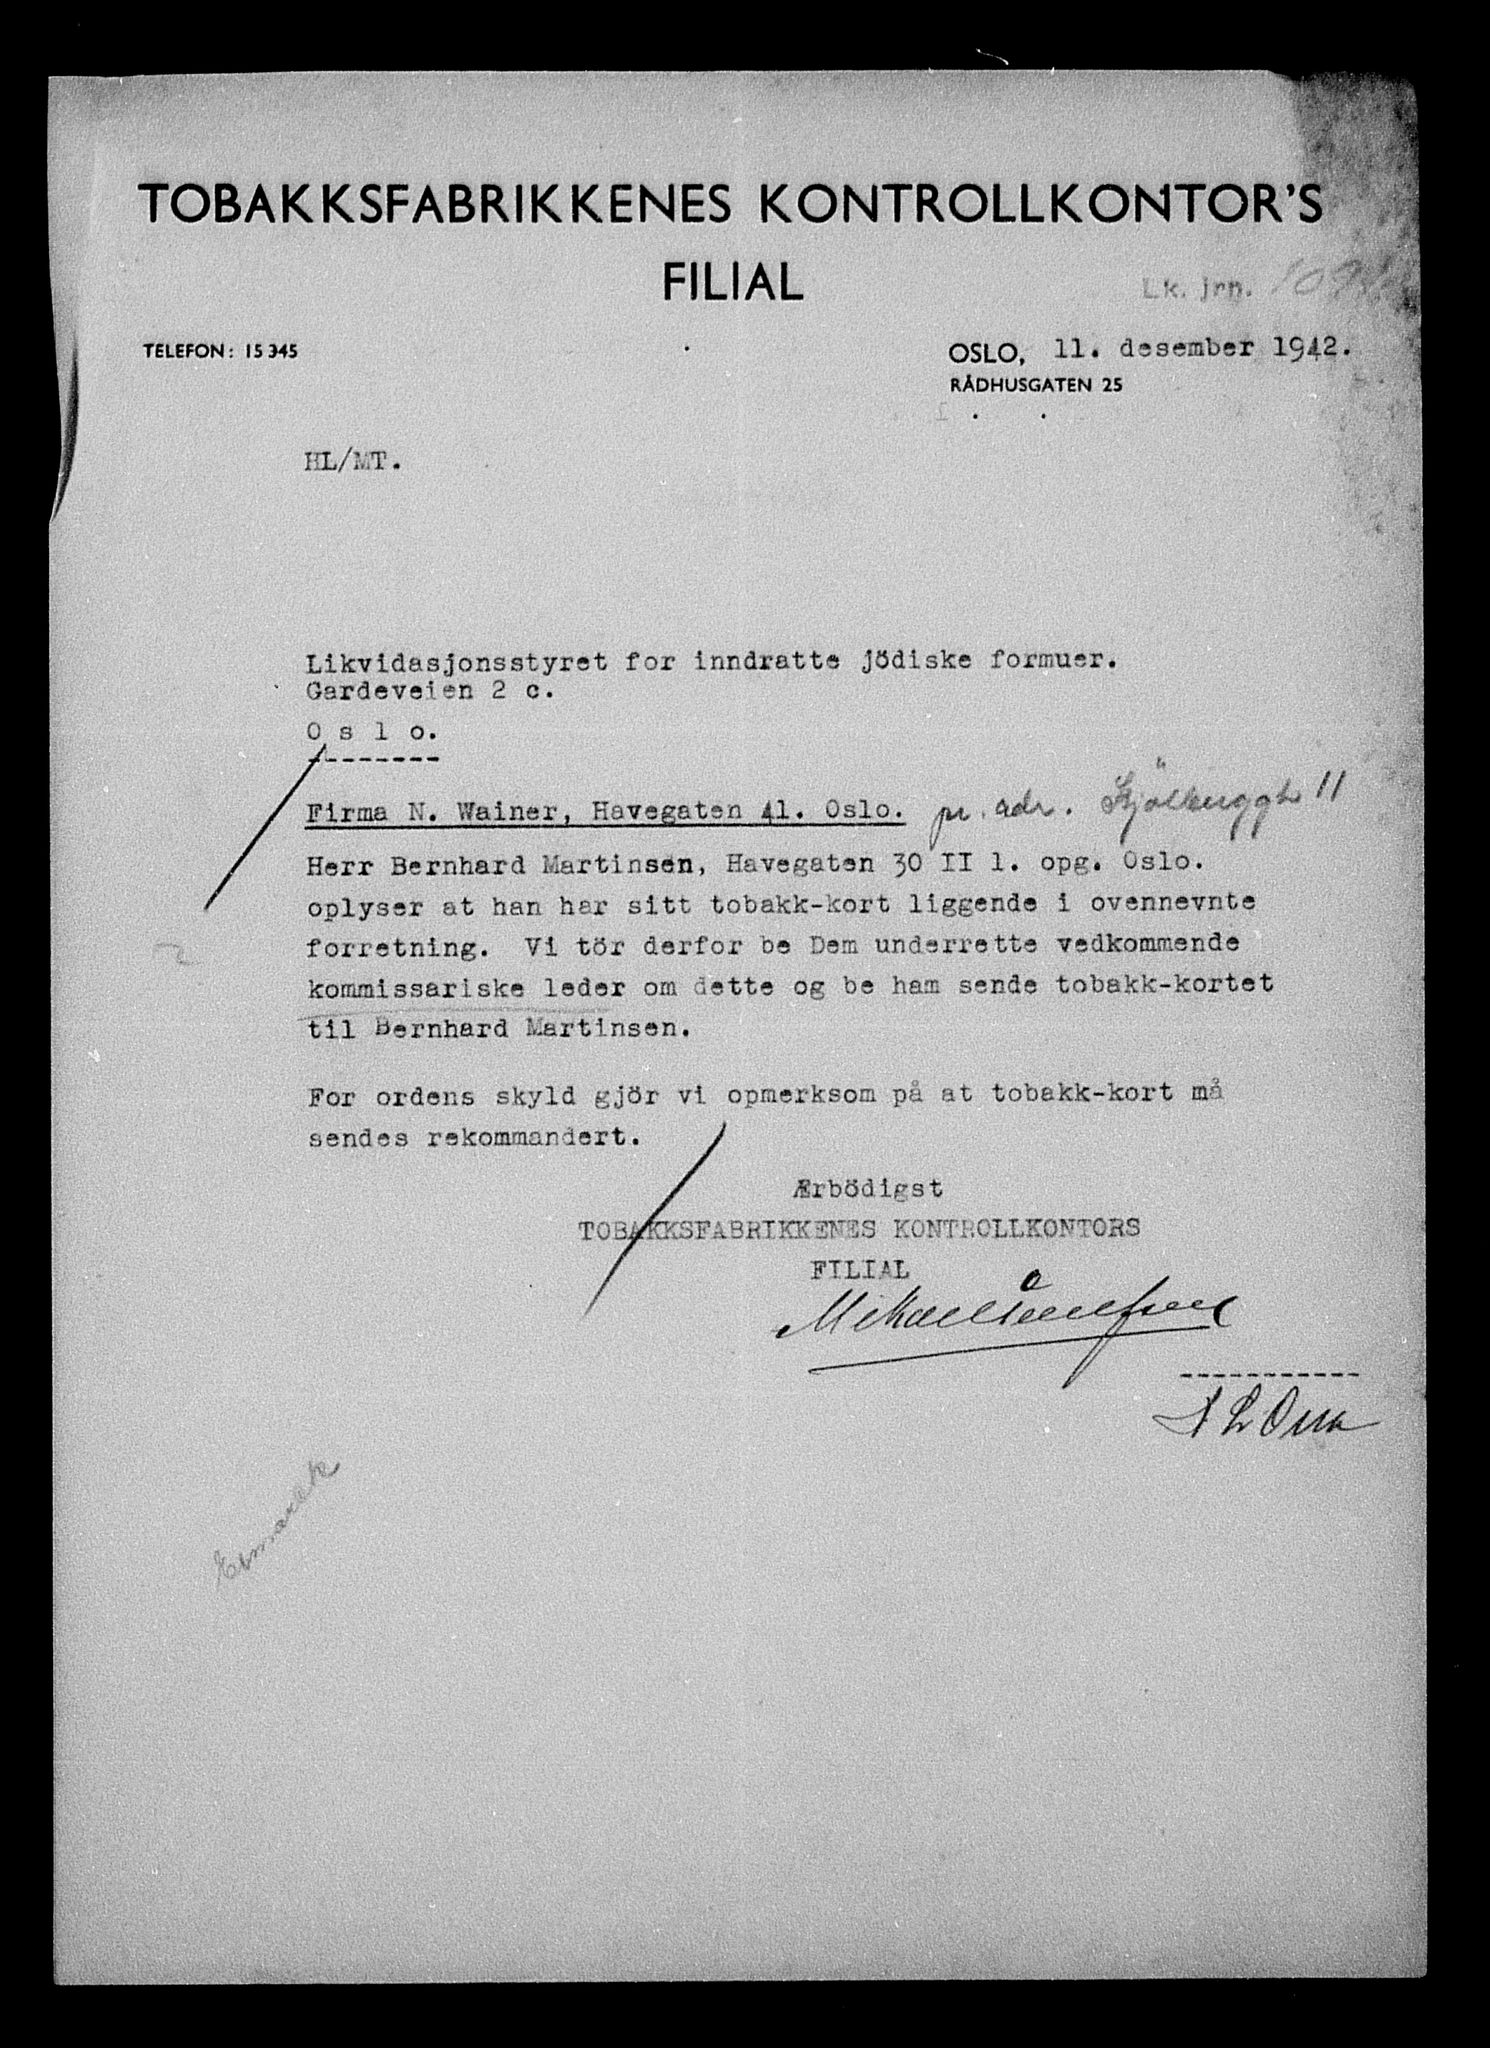 TOBAKKSFABRIKKENES KONTROLLKONTOR'S
FILIAL
Lk. jrn.
TELEFON: 15345
OSLO, 11. desember 1942.
RÅDHUSGATEN 25
HL/MT.
Likvidasjonsstyret for inndratte jödiske formuer.
Gardeveien 2 c.
O s l o.
--------
Firma N. Wainer, Havegaten 41. Oslo. pr. adr. 11
Herr Bernhard Martinsen, Havegaten 30 II l. opg. Oslo.
oplyser at han har sitt tobakk-kort liggende i ovennevnte
forretning. Vi tör derfor be Dem underrette vedkommende
kommissariske leder om dette og be ham sende tobakk-kortet
til Bernhard Martinsen.
For ordens skyld gjör vi opmerksom på at tobakk-kort må
sendes rekommandert.
Ærbödigst
TOBAKKSFABRIKKENES KONTROLLKONTORS
FILIAL
-----------